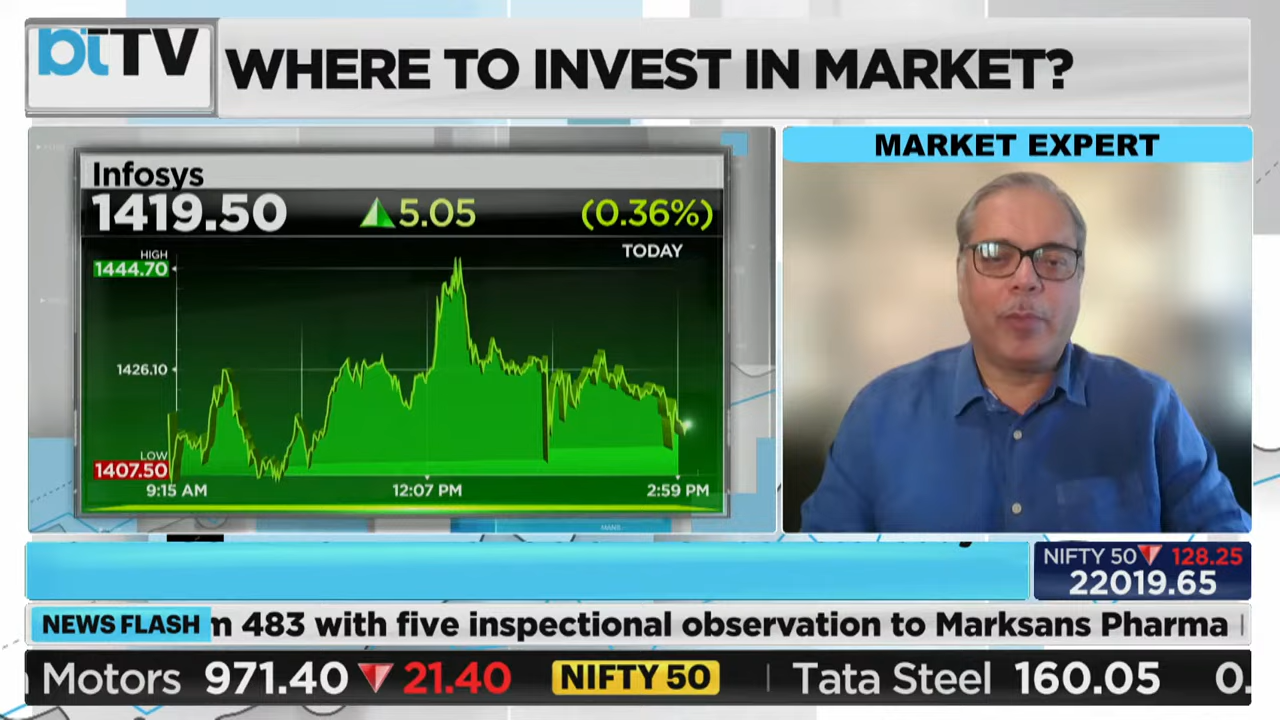 btTV
WHERE TO INVEST IN MARKET?
Infosys
1419.50 ▲5.05 (0.36%)
TODAY
HIGH
1444.70
1426.10
LOW
1407.50
9:15 AM 12:07 PM 2:59 PM
MARKET EXPERT
NIFTY 50 ▼ 128.25
22019.65
NEWS FLASH m 483 with five inspectional observation to Marksans Pharma
Motors 971.40 ▼ 21.40 NIFTY 50 Tata Steel 160.05 0.